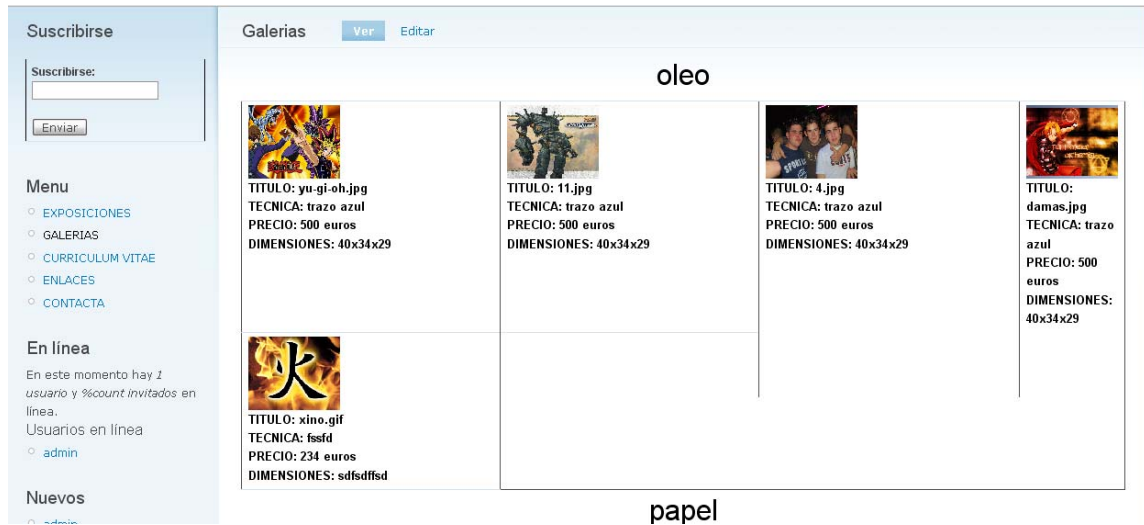 Suscribirse
Suscribirse:
Enviar
Menu
EXPOSICIONES
GALERIAS
CURRICULUM VITAE
ENLACES
CONTACTA
En línea
En este momento hay 1
usuario y %count invitados en
línea.
Usuarios en línea
admin
Nuevos
admin
Galerias
Ver
Editar
oleo
TITULO: yu-gi-oh.jpg
TECNICA: trazo azul
PRECIO: 500 euros
DIMENSIONES: 40x34x29
TITULO: 11.jpg
TECNICA: trazo azul
PRECIO: 500 euros
DIMENSIONES: 40x34x29
TITULO: 4.jpg
TECNICA: trazo azul
PRECIO: 500 euros
DIMENSIONES: 40x34x29
TITULO:
damas.jpg
TECNICA: trazo
azul
PRECIO: 500
euros
DIMENSIONES:
40x34x29
火
TITULO: xino.gif
TECNICA: fssfd
PRECIO: 234 euros
DIMENSIONES: sdfsdffsd
papel